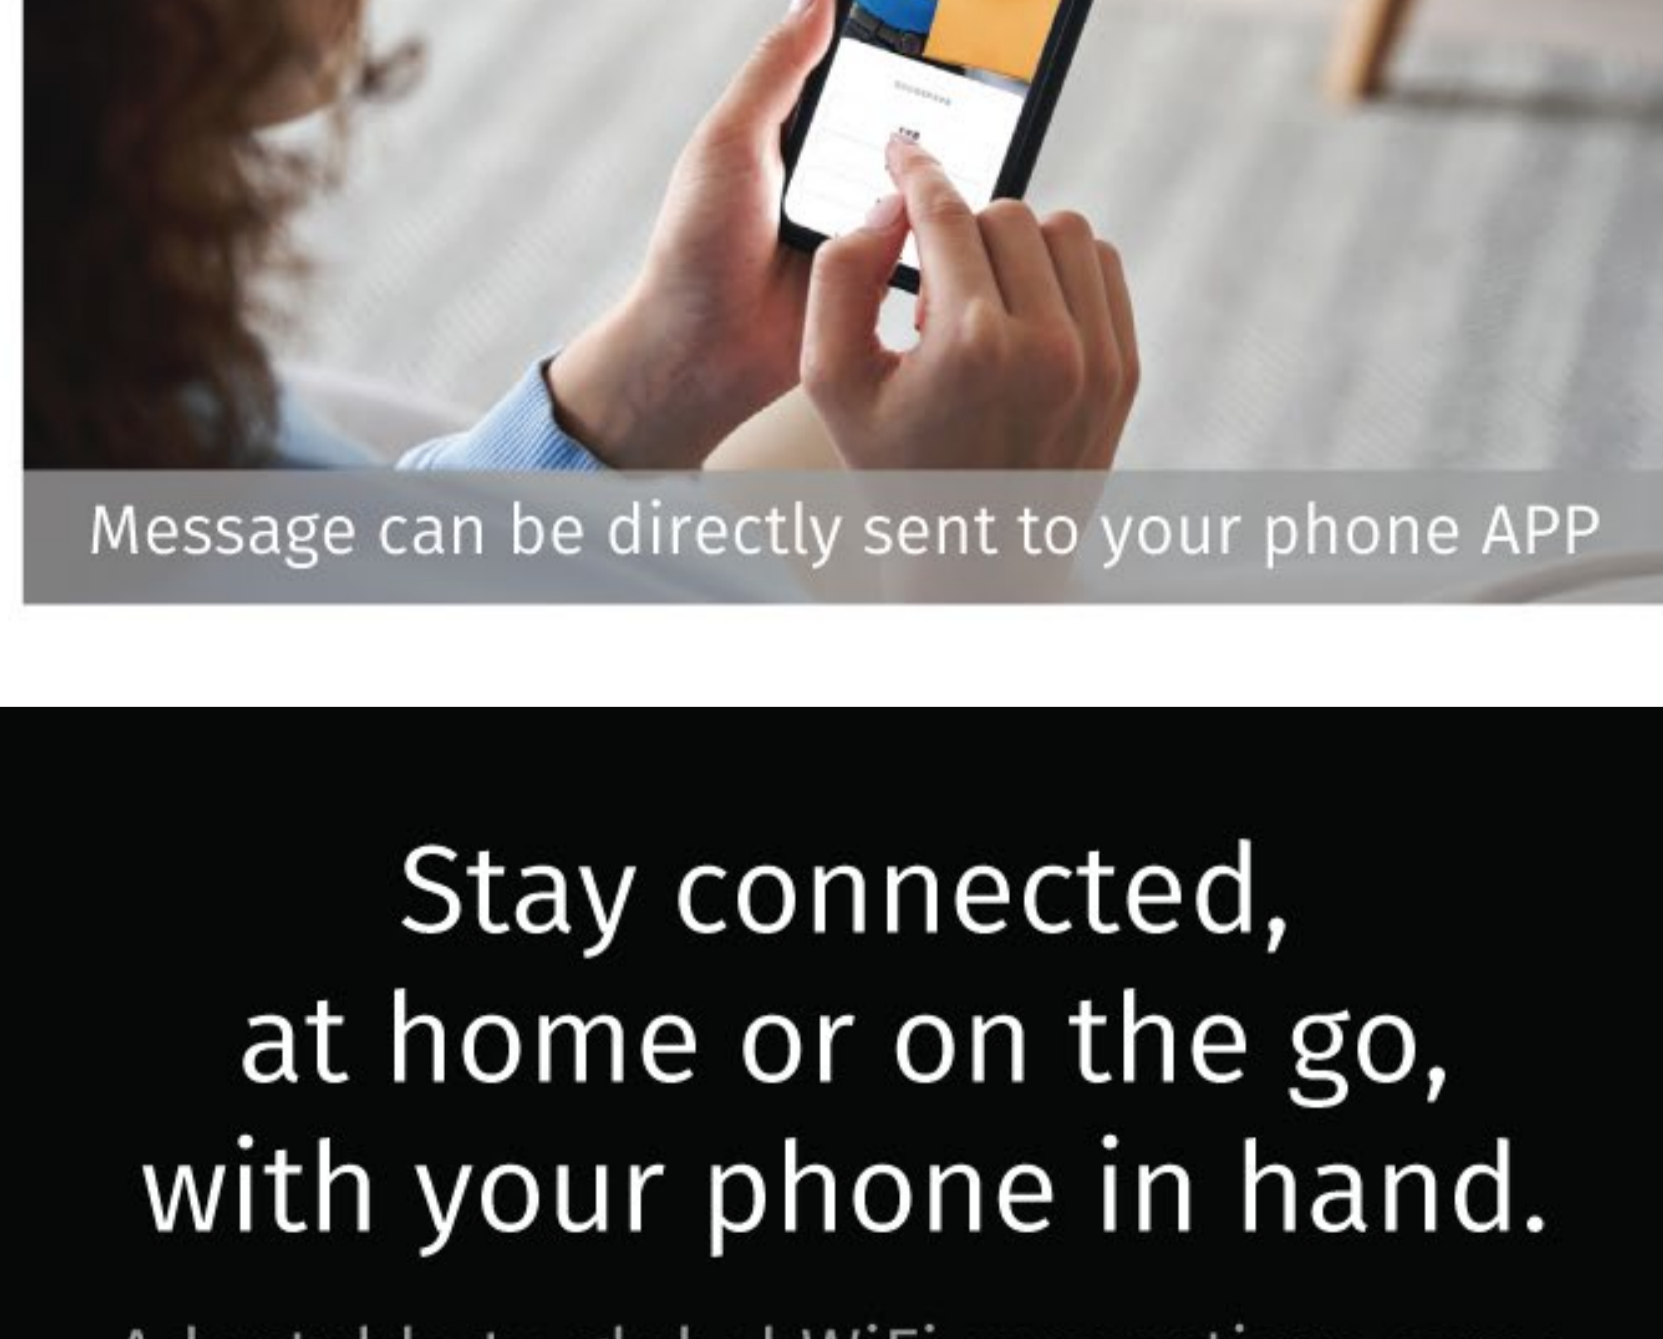 Message can be directly sent to your phone APP
Stay connected,
at home or on the go,
with your phone in hand.